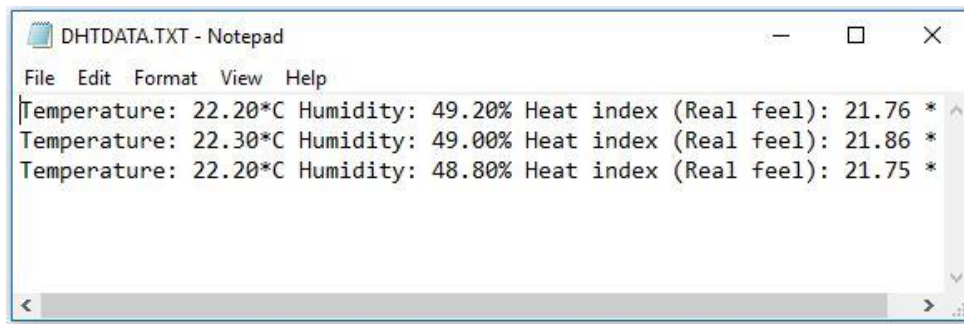 DHTDATA.TXT - Notepad
File Edit Format View Help
Temperature: 22.20*C Humidity: 49.20% Heat index (Real feel): 21.76 *
Temperature: 22.30*C Humidity: 49.00% Heat index (Real feel): 21.86 *
Temperature: 22.20*C Humidity: 48.80% Heat index (Real feel): 21.75 *